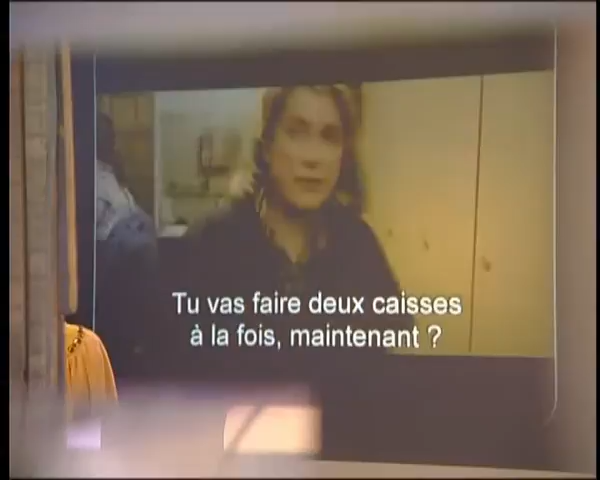 Tu vas faire deux caisses
à la fois, maintenant ?